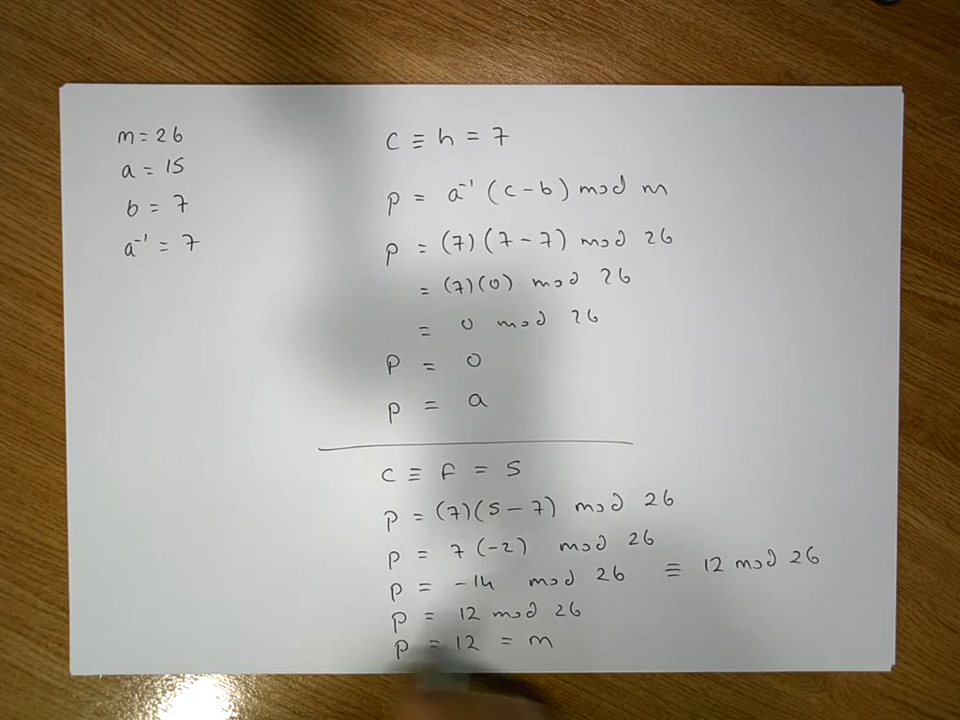 m = 26
a = 15
b = 7
a⁻¹ = 7
c ≡ h = 7
p = a⁻¹ (c - b) mod m
p = (7) (7 - 7) mod 26
= (7)(0) mod 26
= 0 mod 26
p = 0
p = a
c ≡ f = 5
p = (7)(5 - 7) mod 26
p = 7 (-2) mod 26
p = -14 mod 26 ≡ 12 mod 26
p = 12 mod 26
p = 12 = m